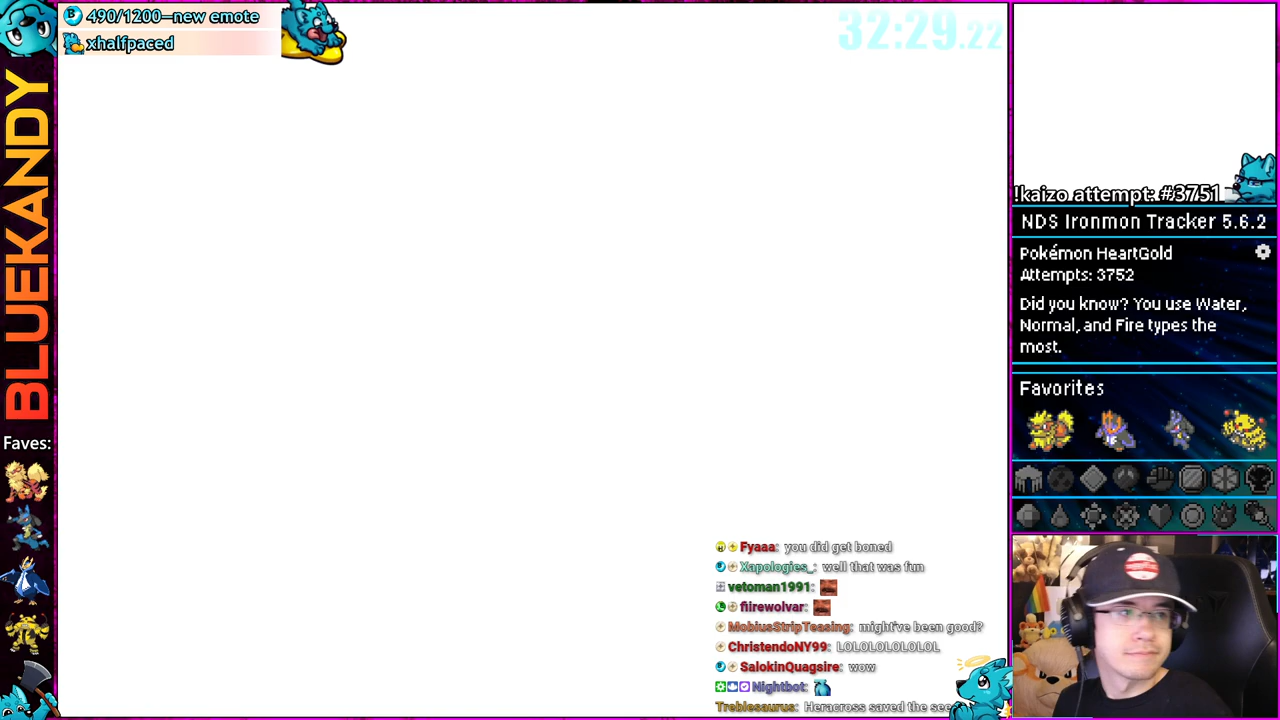 490/1200--new emote
xhalfpaced
32:29.22
BLUEKANDY
Faves:
!kaizo attempt: #3751
NDS Ironmon Tracker 5.6.2
Pokémon HeartGold
Attempts: 3752
Did you know? You use Water,
Normal, and Fire types the
most.
Favorites
Fyaaa: you did get boned
Xapologies_: well that was fun
vetoman1991:
fiirewolvar:
MobiusStripTeasing: might've been good?
ChristendoNY99: LOLOLOLOLOLOL
SalokinQuagsire: wow
Nightbot:
Treblesaurus: Heracross saved the see